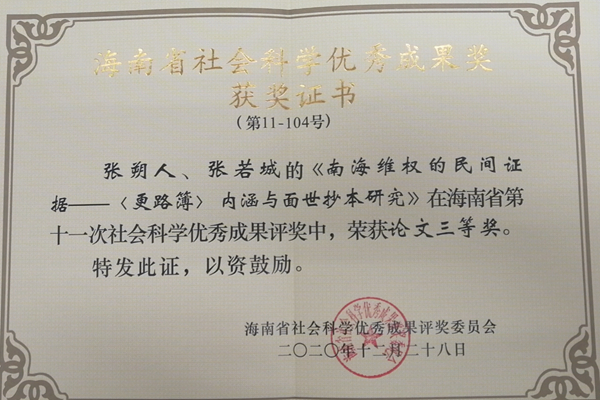 海南省社会科学优秀成果奖
获奖证书
（第11-104号）
张朔人、张若城的《南海维权的民间证
据——〈更路簿〉内涵与面世抄本研究》在海南省第
十一次社会科学优秀成果评奖中，荣获论文三等奖。
特发此证，以资鼓励。
海南省社会科学优秀成果评奖委员会
二〇二〇年十二月二十八日